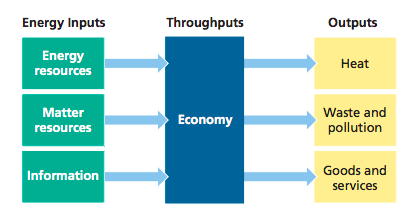 Energy Inputs
Throughputs
Outputs
Energy
resources
Heat
Matter
resources
Economy
Waste and
pollution
Information
Goods and
services